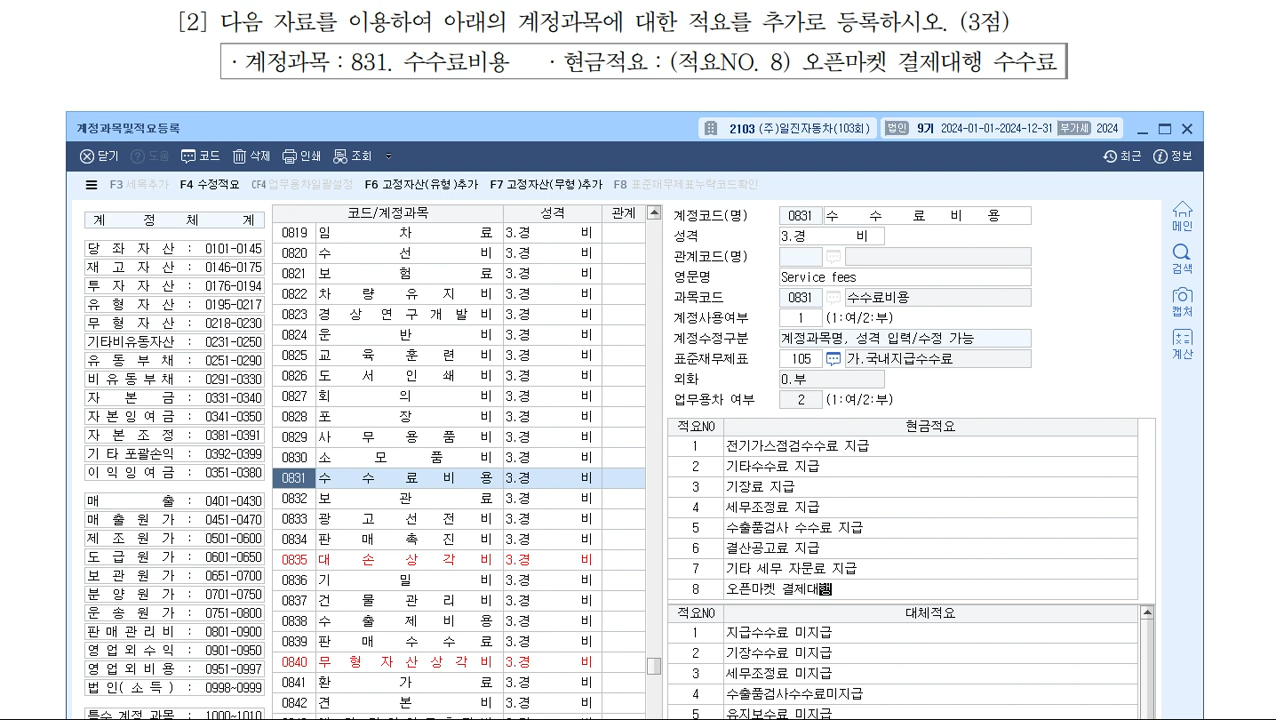 [2] 다음 자료를 이용하여 아래의 계정과목에 대한 적요를 추가로 등록하시오. (3점)
· 계정과목 : 831. 수수료비용 · 현금적요 : (적요NO. 8) 오픈마켓 결제대행 수수료
계정과목및적요등록 2103 (주)일진자동차(103회) 법인 9기 2024-01-01~2024-12-31 부가세 2024
닫기 도움 코드 삭제 인쇄 조회 최근 정보
F3 세목추가 F4 수정적요 CF4 업무용차일괄설정 F6 고정자산(유형)추가 F7 고정자산(무형)추가 F8 표준재무제표누락코드확인
계 정 체 계
당 좌 자 산 : 0101-0145
재 고 자 산 : 0146-0175
투 자 자 산 : 0176-0194
유 형 자 산 : 0195-0217
무 형 자 산 : 0218-0230
기타비유동자산 : 0231-0250
유 동 부 채 : 0251-0290
비 유 동 부 채 : 0291-0330
자 본 금 : 0331-0340
자 본 잉 여 금 : 0341-0350
자 본 조 정 : 0381-0391
기 타 포괄손익 : 0392-0399
이 익 잉 여 금 : 0351-0380
매 출 : 0401-0430
매 출 원 가 : 0451-0470
제 조 원 가 : 0501-0600
도 급 원 가 : 0601-0650
보 관 원 가 : 0651-0700
분 양 원 가 : 0701-0750
운 송 원 가 : 0751-0800
판 매 관 리 비 : 0801-0900
영 업 외 수 익 : 0901-0950
영 업 외 비 용 : 0951-0997
법 인( 소 득 ) : 0998-0999
특수 계정 과목 : 1000~1010
코드/계정과목 성격 관계
0819 임 차 료 3.경 비
0820 수 선 비 3.경 비
0821 보 험 료 3.경 비
0822 차 량 유 지 비 3.경 비
0823 경 상 연 구 개 발 비 3.경 비
0824 운 반 비 3.경 비
0825 교 육 훈 련 비 3.경 비
0826 도 서 인 쇄 비 3.경 비
0827 회 의 비 3.경 비
0828 포 장 비 3.경 비
0829 사 무 용 품 비 3.경 비
0830 소 모 품 비 3.경 비
0831 수 수 료 비 용 3.경 비
0832 보 관 료 3.경 비
0833 광 고 선 전 비 3.경 비
0834 판 매 촉 진 비 3.경 비
0835 대 손 상 각 비 3.경 비
0836 기 밀 비 3.경 비
0837 건 물 관 리 비 3.경 비
0838 수 출 제 비 용 3.경 비
0839 판 매 수 수 료 3.경 비
0840 무 형 자 산 상 각 비 3.경 비
0841 환 가 료 3.경 비
0842 견 본 비 3.경 비
계정코드(명) 0831 수 수 료 비 용
성격 3.경 비
관계코드(명)
영문명 Service fees
과목코드 0831 수수료비용
계정사용여부 1 (1:여/2:부)
계정수정구분 계정과목명, 성격 입력/수정 가능
표준재무제표 105 가.국내지급수수료
외화 0.부
업무용차 여부 2 (1:여/2:부)
적요NO 현금적요
1 전기가스점검수수료 지급
2 기타수수료 지급
3 기장료 지급
4 세무조정료 지급
5 수출품검사 수수료 지급
6 결산공고료 지급
7 기타 세무 자문료 지급
8 오픈마켓 결제대행
적요NO 대체적요
1 지급수수료 미지급
2 기장수수료 미지급
3 세무조정료 미지급
4 수출품검사수수료미지급
5 유지보수료 미지급
메인
검색
캡처
계산